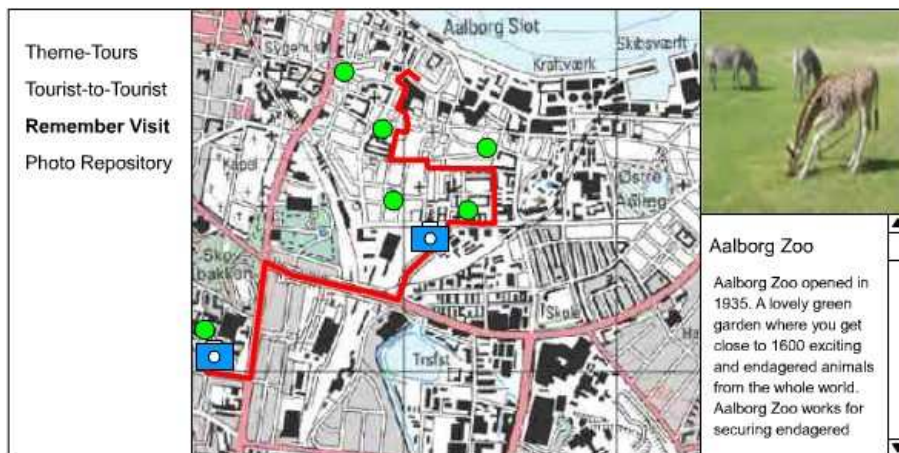 Theme-Tours
Tourist-to-Tourist
Remember Visit
Photo Repository
Aalborg Slot
Skibsværft
Kraftværk
Kapel
Østre
Anlæg
Sko
bakken
Skole
Aalborg Zoo
Aalborg Zoo opened in
1935. A lovely green
garden where you get
close to 1600 exciting
and endagered animals
from the whole world.
Aalborg Zoo works for
securing endagered